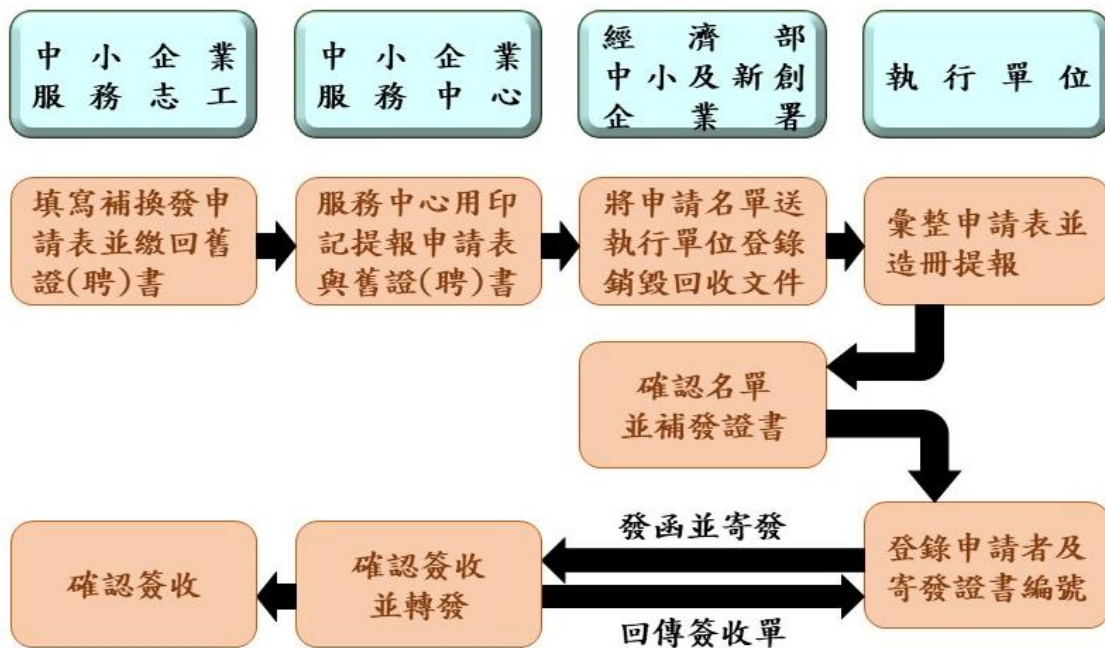 中小企業
服務志工
中小企業
服務中心
經濟部
中小及新創
企業署
執行單位
填寫補換發申
請表並繳回舊
證(聘)書
服務中心用印
記提報申請表
與舊證(聘)書
將申請名單送
執行單位登錄
銷毀回收文件
彙整申請表並
造冊提報
確認名單
並補發證書
登錄申請者及
寄發證書編號
發函並寄發
確認簽收
並轉發
回傳簽收單
確認簽收